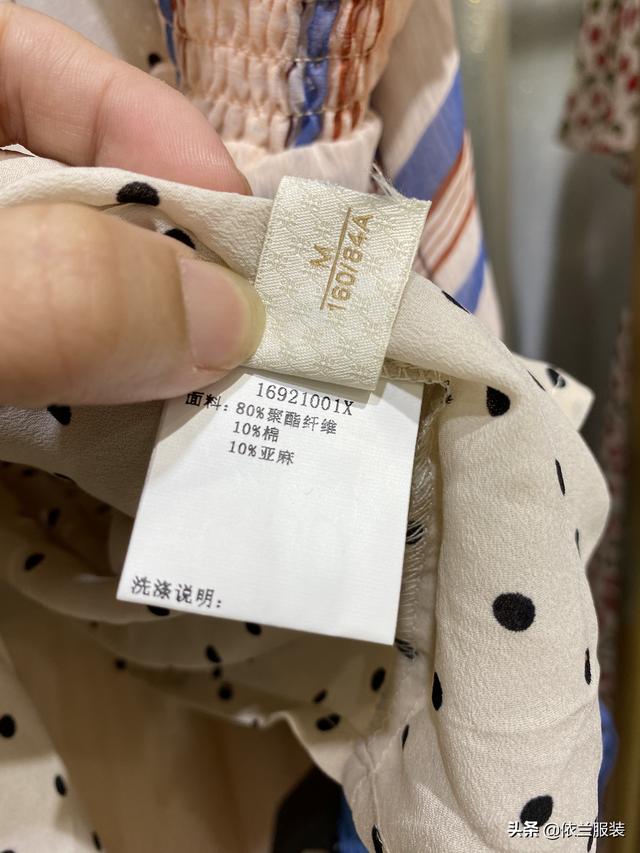 M
160/84A
16921001X
面料:80%聚酯纤维
10%棉
10%亚麻
洗涤说明:
头条 @依兰服装